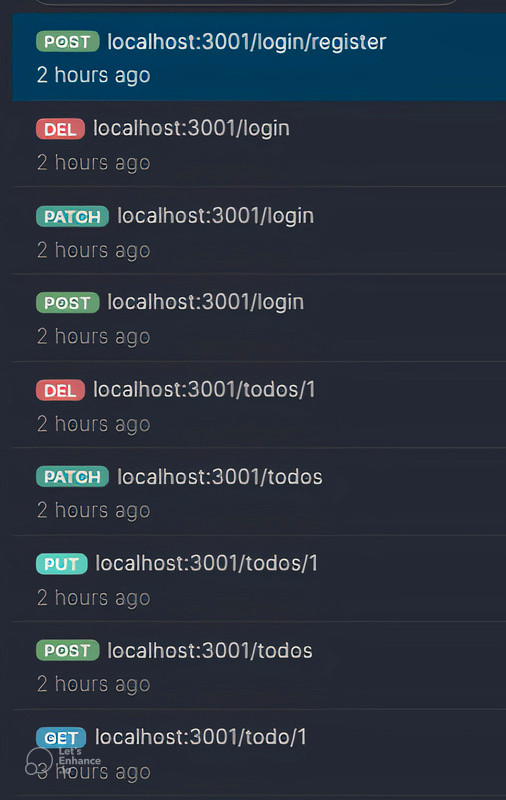 POST localhost:3001/login/register
2 hours ago
DEL localhost:3001/login
2 hours ago
PATCH localhost:3001/login
2 hours ago
POST localhost:3001/login
2 hours ago
DEL localhost:3001/todos/1
2 hours ago
PATCH localhost:3001/todos
2 hours ago
PUT localhost:3001/todos/1
2 hours ago
POST localhost:3001/todos
2 hours ago
GET localhost:3001/todo/1
Let's
Enhance
3 hours ago